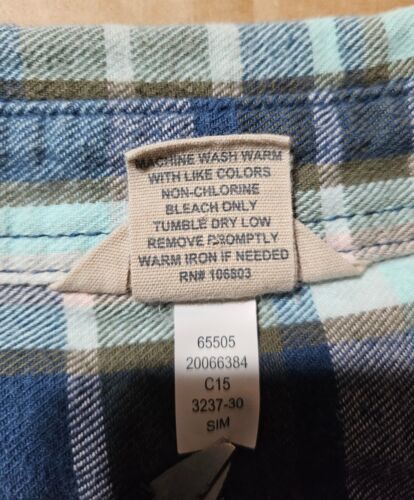 MACHINE WASH WARM
WITH LIKE COLORS
NON-CHLORINE
BLEACH ONLY
TUMBLE DRY LOW
REMOVE PROMPTLY
WARM IRON IF NEEDED
RN# 106803
65505
20066384
C15
3237-30
SIM